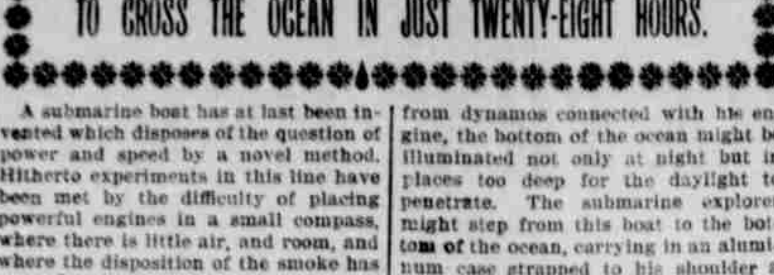 TO CROSS THE OCEAN IN JUST TWENTY-EIGHT HOURS.
A submarine boat has at last been in-
vented which disposes of the question of
power and speed by a novel method.
Hitherto experiments in this line have
been met by the difficulty of placing
powerful engines in a small compass,
where there is little air, and room, and
where the disposition of the smoke has
from dynamos connected with his en
gine, the bottom of the ocean might b
illuminated not only at night but i
places too deep for the daylight t
penetrate. The submarine explore
might step from this boat to the bot
tom of the ocean, carrying in an alumi
num case strapped to his shoulder